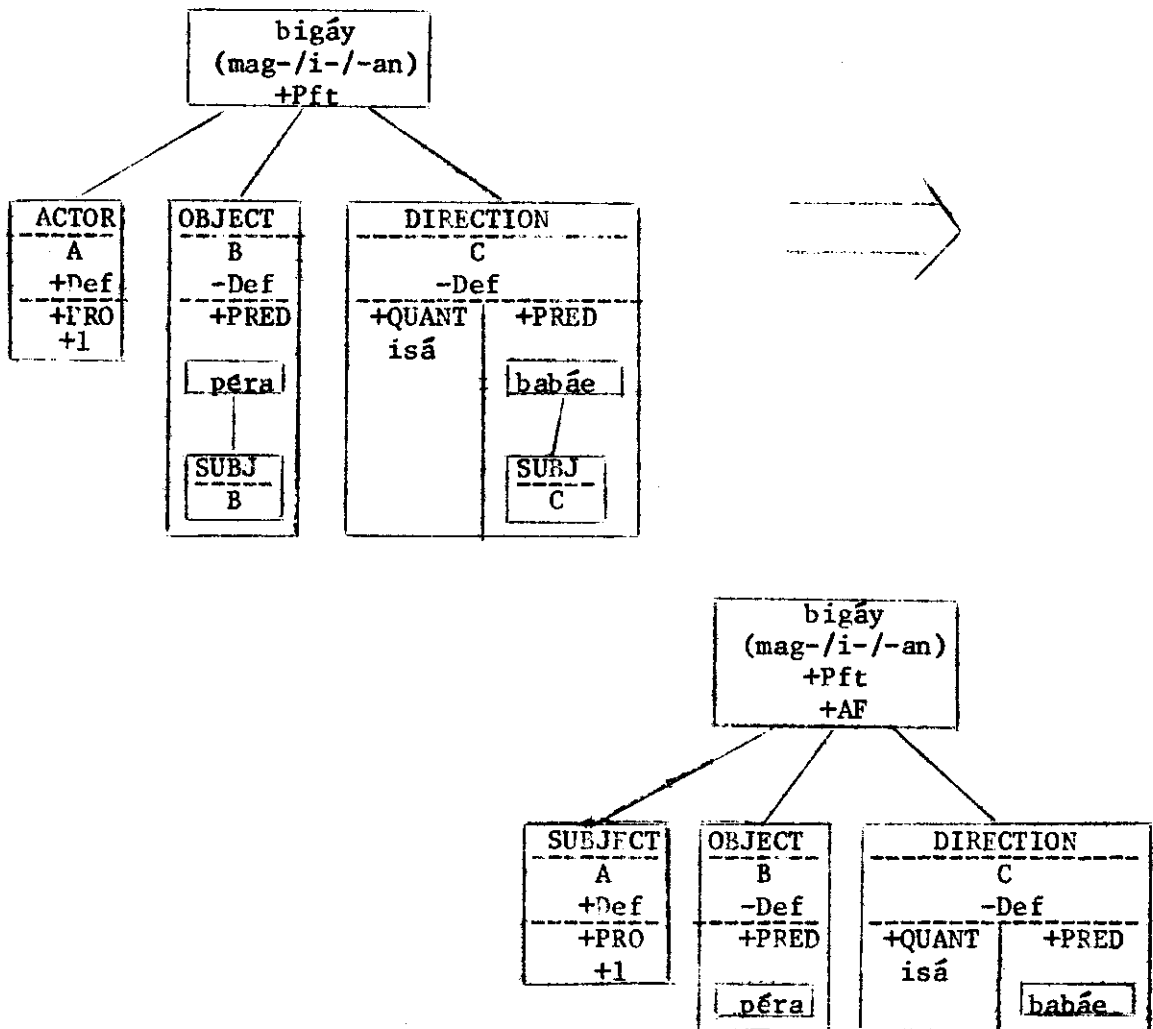 bigáy
(mag-/i-/-an)
+Pft
ACTOR OBJECT DIRECTION
A B C
+Def -Def -Def
+PRO +PRED +QUANT +PRED
+1 isá
péra babáe
SUBJ SUBJ
B C
bigáy
(mag-/i-/-an)
+Pft
+AF
SUBJECT OBJECT DIRECTION
A B C
+Def -Def -Def
+PRO +PRED +QUANT +PRED
+1 isá
péra babáe